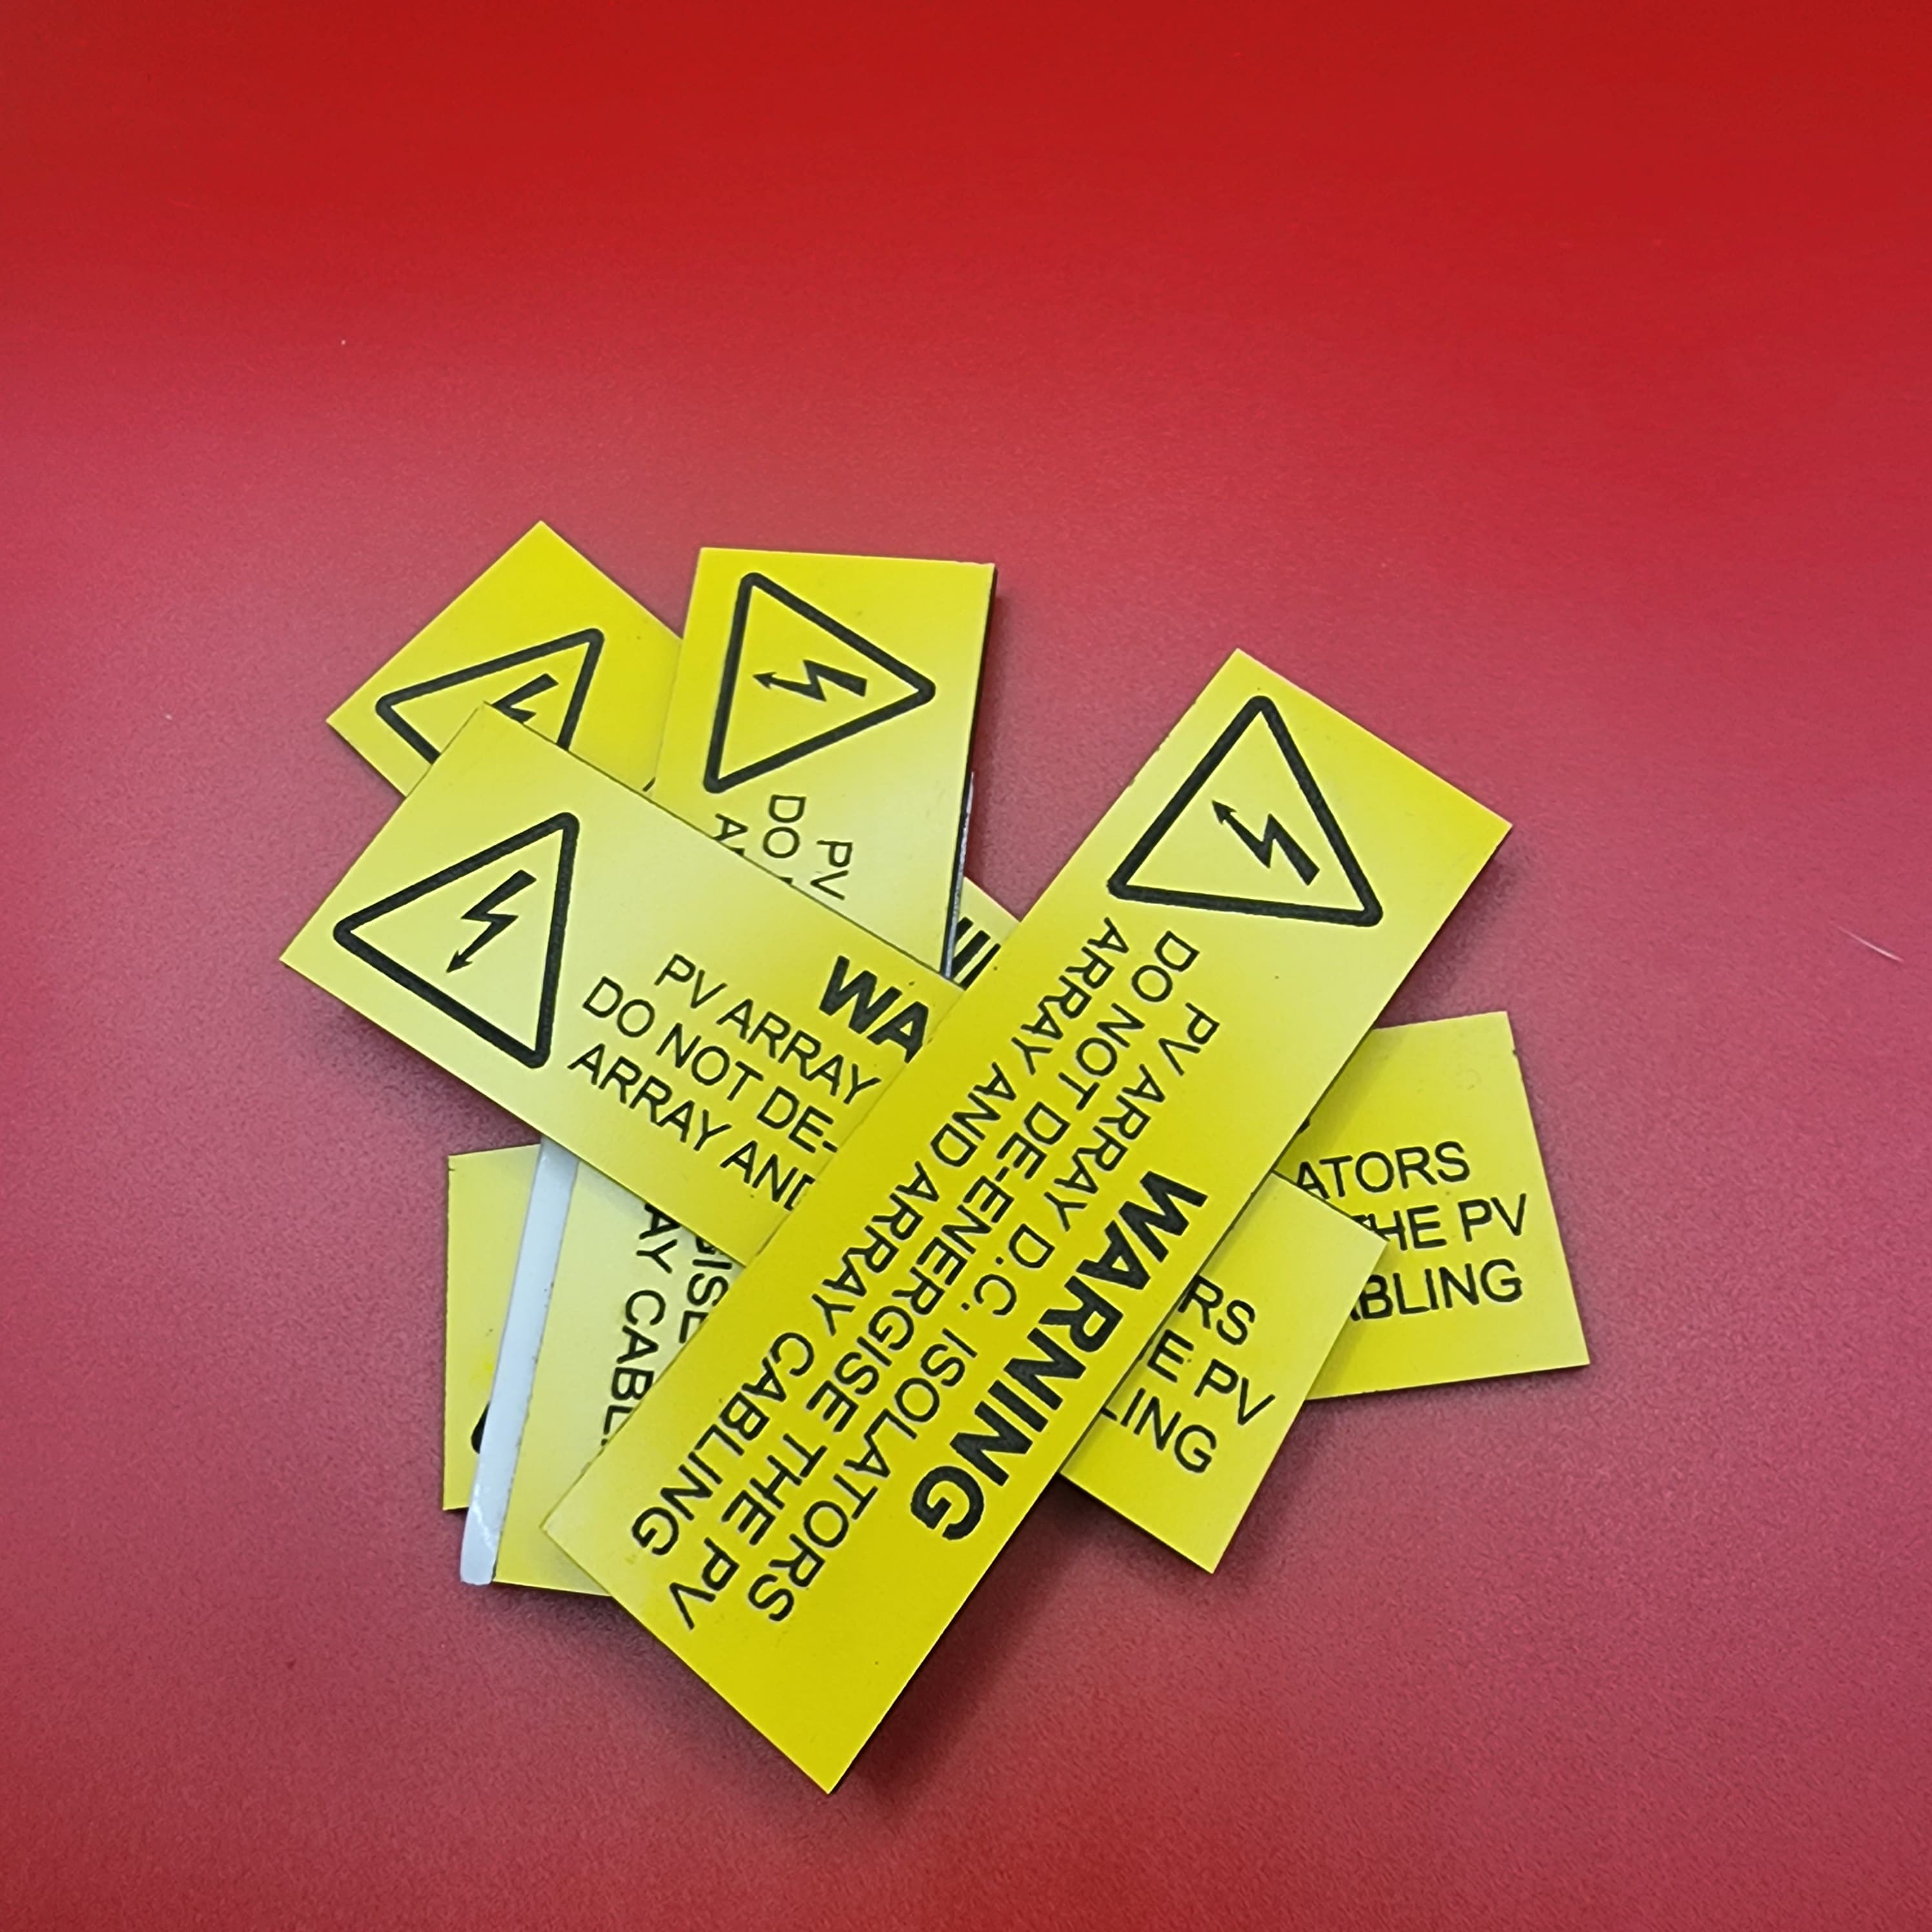 WARNING
PV ARRAY D.C. ISOLATORS
DO NOT DE-ENERGISE THE PV
ARRAY AND ARRAY CABLING
WA
PV ARRAY
DO NOT DE-
ARRAY AND
PV
DO
ATORS
THE PV
ABLING
RS
E PV
LING
ISE
AY CABL